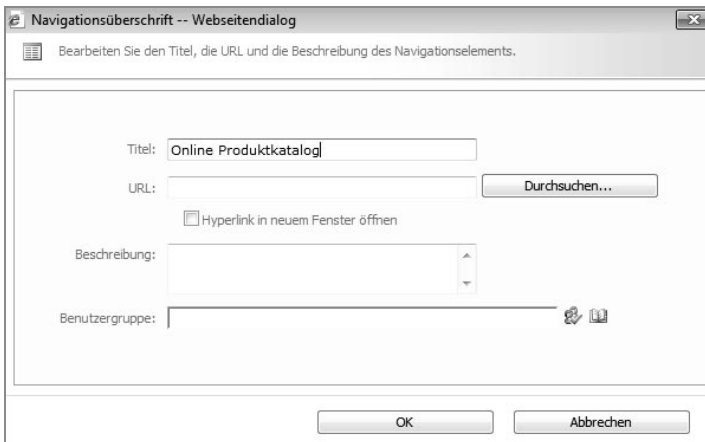 Navigationsüberschrift -- Webseitendialog
Bearbeiten Sie den Titel, die URL und die Beschreibung des Navigationselements.
Titel: Online Produktkatalog
URL: Durchsuchen...
Hyperlink in neuem Fenster öffnen
Beschreibung:
Benutzergruppe:
OK Abbrechen